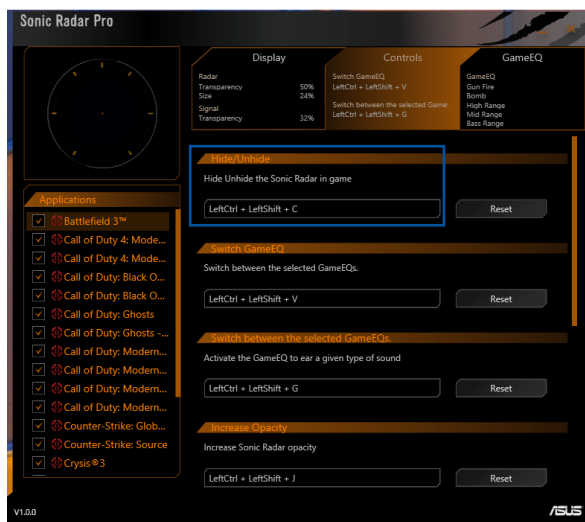 Sonic Radar Pro
Display
Radar
Transparency 50%
Size 24%
Signal
Transparency 32%
Controls
Switch GameEQ
LeftCtrl + LeftShift + V
Switch between the selected Game
LeftCtrl + LeftShift + G
GameEQ
GameEQ
Gun Fire
Bomb
High Range
Mid Range
Bass Range
Applications
Battlefield 3™
Call of Duty 4: Mode...
Call of Duty 4: Mode...
Call of Duty: Black O...
Call of Duty: Black O...
Call of Duty: Ghosts
Call of Duty: Ghosts -...
Call of Duty: Modern...
Call of Duty: Modern...
Call of Duty: Modern...
Call of Duty: Modern...
Counter-Strike: Glob...
Counter-Strike: Source
Crysis®3
Hide/Unhide
Hide Unhide the Sonic Radar in game
LeftCtrl + LeftShift + C Reset
Switch GameEQ
Switch between the selected GameEQs.
LeftCtrl + LeftShift + V Reset
Switch between the selected GameEQs.
Activate the GameEQ to ear a given type of sound
LeftCtrl + LeftShift + G Reset
Increase Opacity
Increase Sonic Radar opacity
LeftCtrl + LeftShift + J Reset
V1.0.0
ASUS